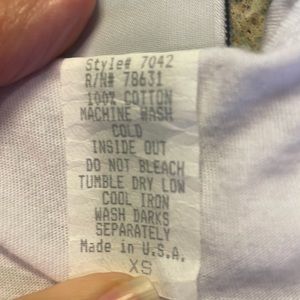 Style# 7042
R/N# 78631
100% COTTON
MACHINE WASH
COLD
INSIDE OUT
DO NOT BLEACH
TUMBLE DRY LOW
COOL IRON
WASH DARKS
SEPARATELY
Made in U.S.A.
XS